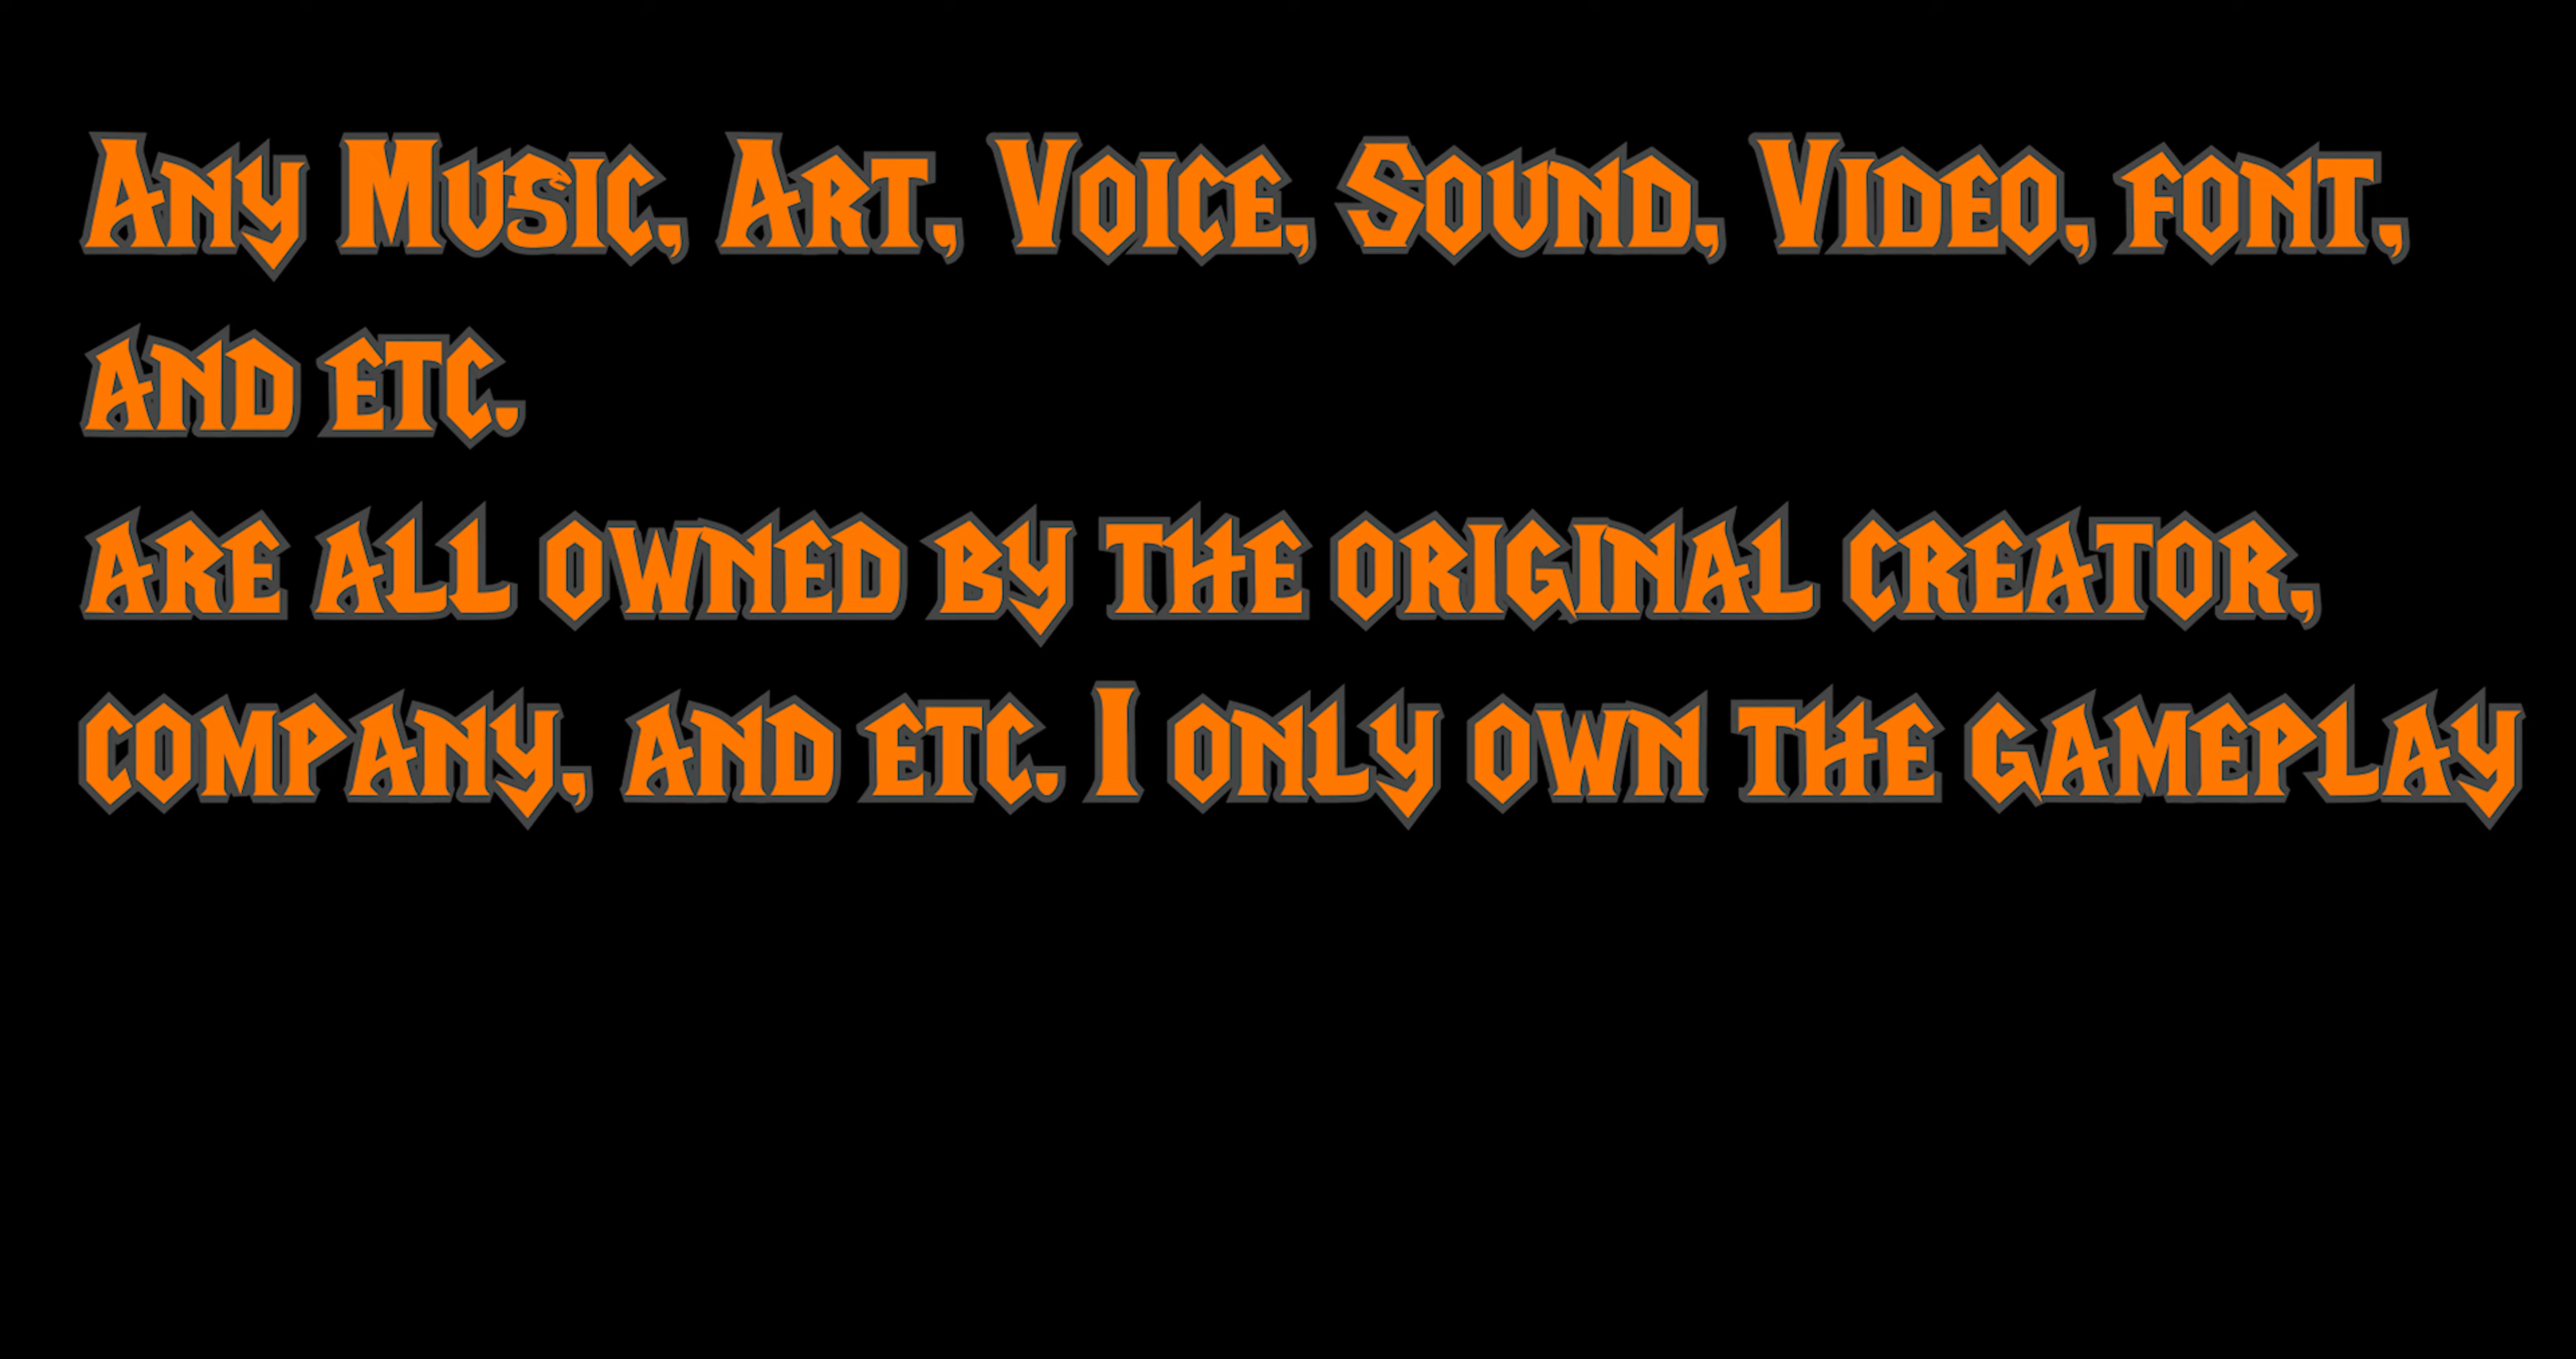 Any Music, Art, Voice, Sound, Video, font,
and etc.
are all owned by the original creator,
company, and etc. I only own the gameplay